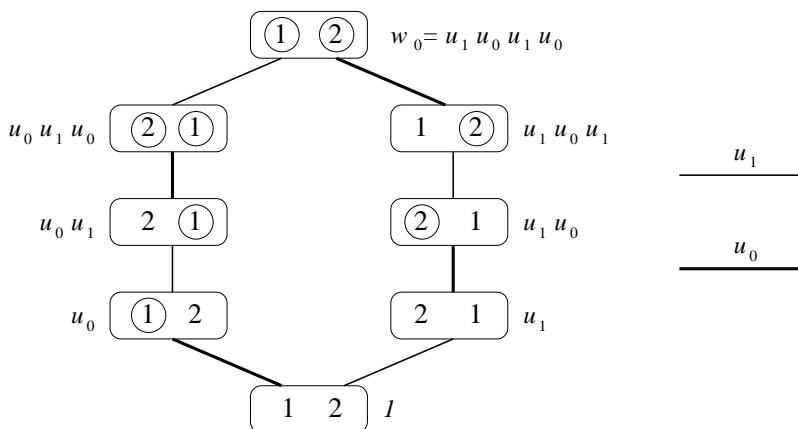 1 2 w₀= u₁ u₀ u₁ u₀
u₀ u₁ u₀ 2 1 1 2 u₁ u₀ u₁
u₁
u₀ u₁ 2 1 2 1 u₁ u₀
u₀
u₀ 1 2 2 1 u₁
1 2 1